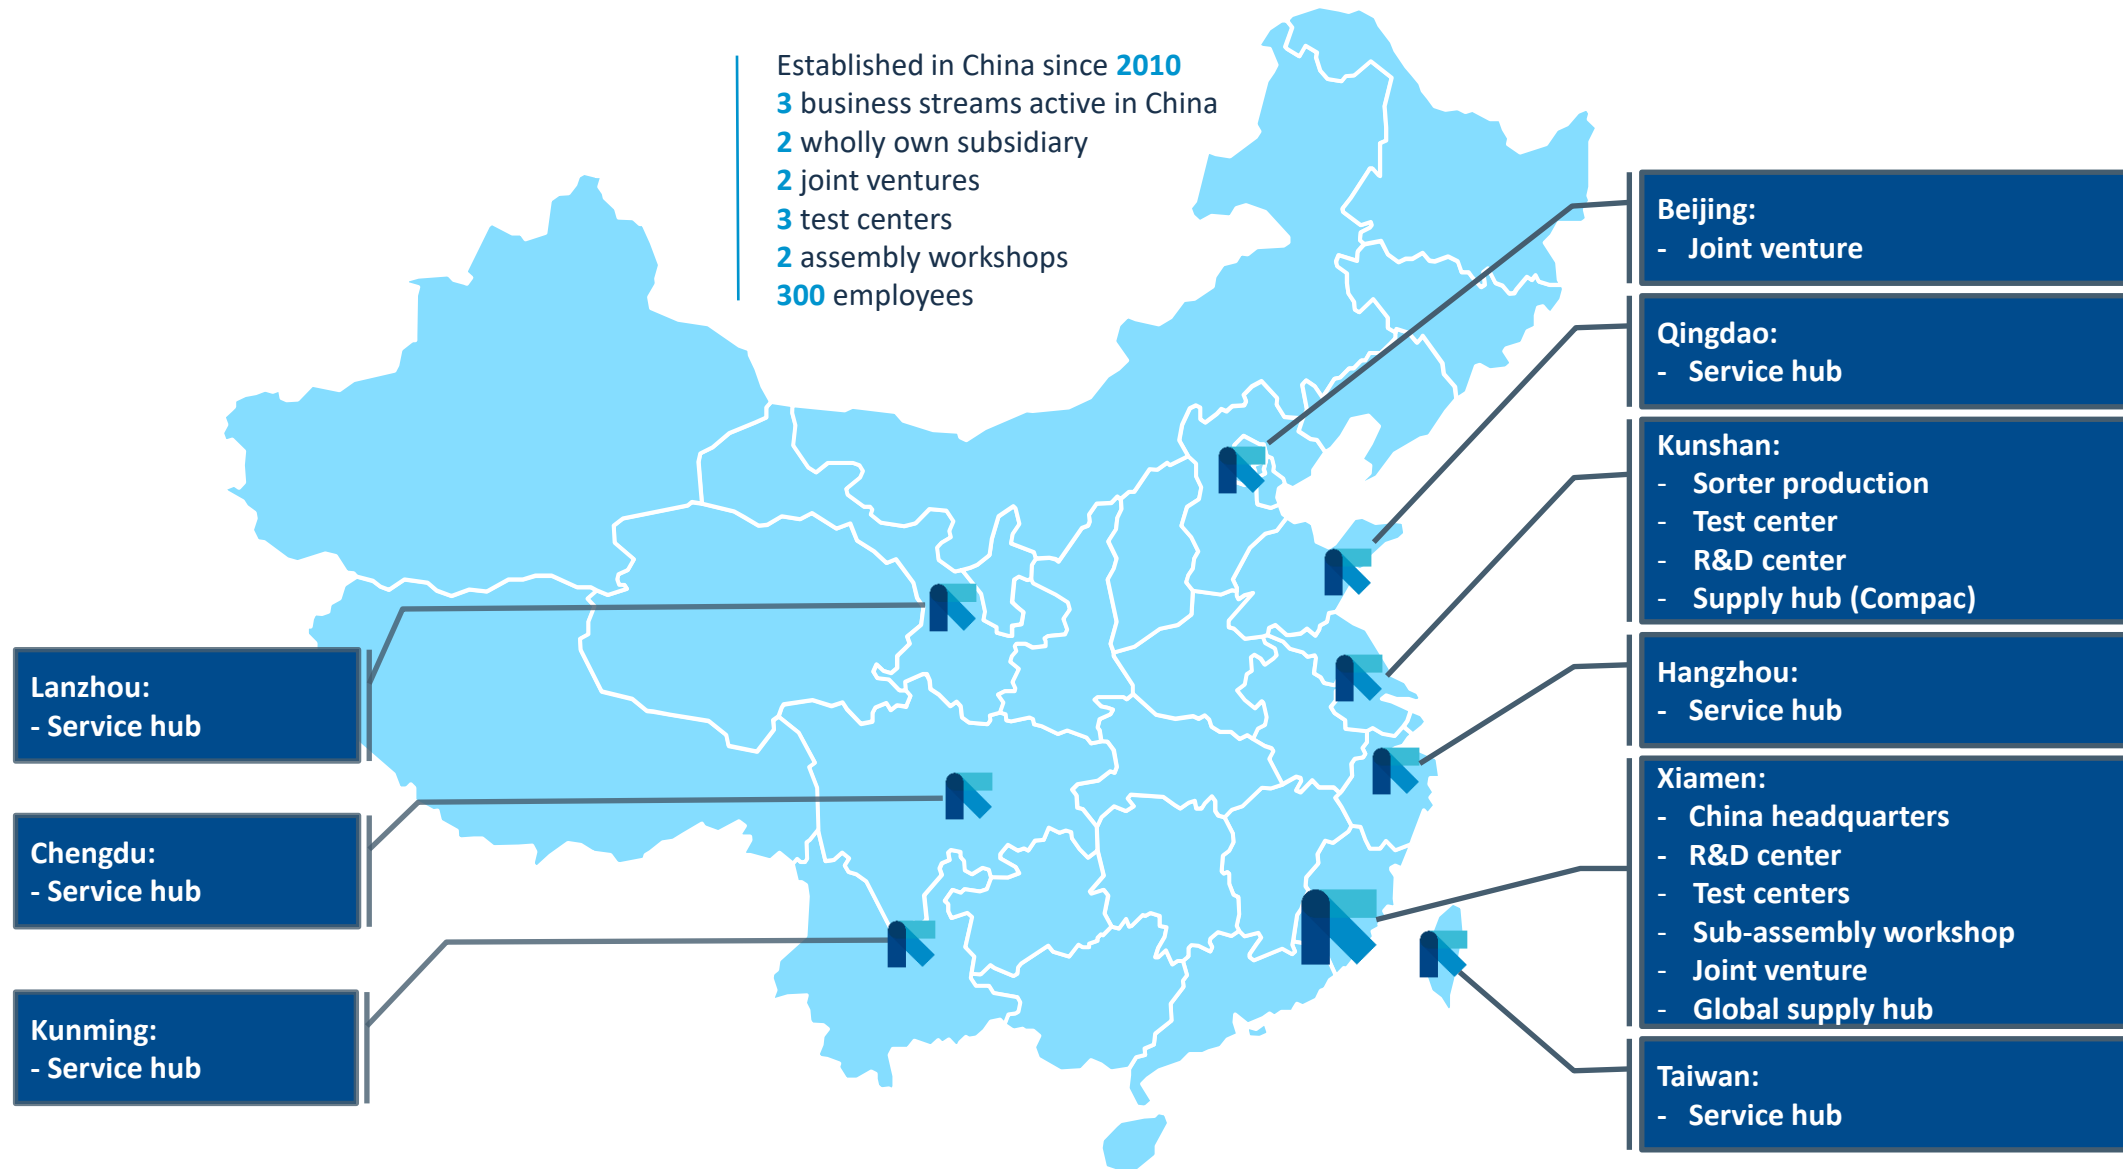 Established in China since 2010
3 business streams active in China
2 wholly own subsidiary
2 joint ventures
3 test centers
2 assembly workshops
300 employees
Beijing:
- Joint venture
Qingdao:
- Service hub
Kunshan:
- Sorter production
- Test center
- R&D center
- Supply hub (Compac)
Hangzhou:
- Service hub
Xiamen:
- China headquarters
- R&D center
- Test centers
- Sub-assembly workshop
- Joint venture
- Global supply hub
Taiwan:
- Service hub
Lanzhou:
- Service hub
Chengdu:
- Service hub
Kunming:
- Service hub